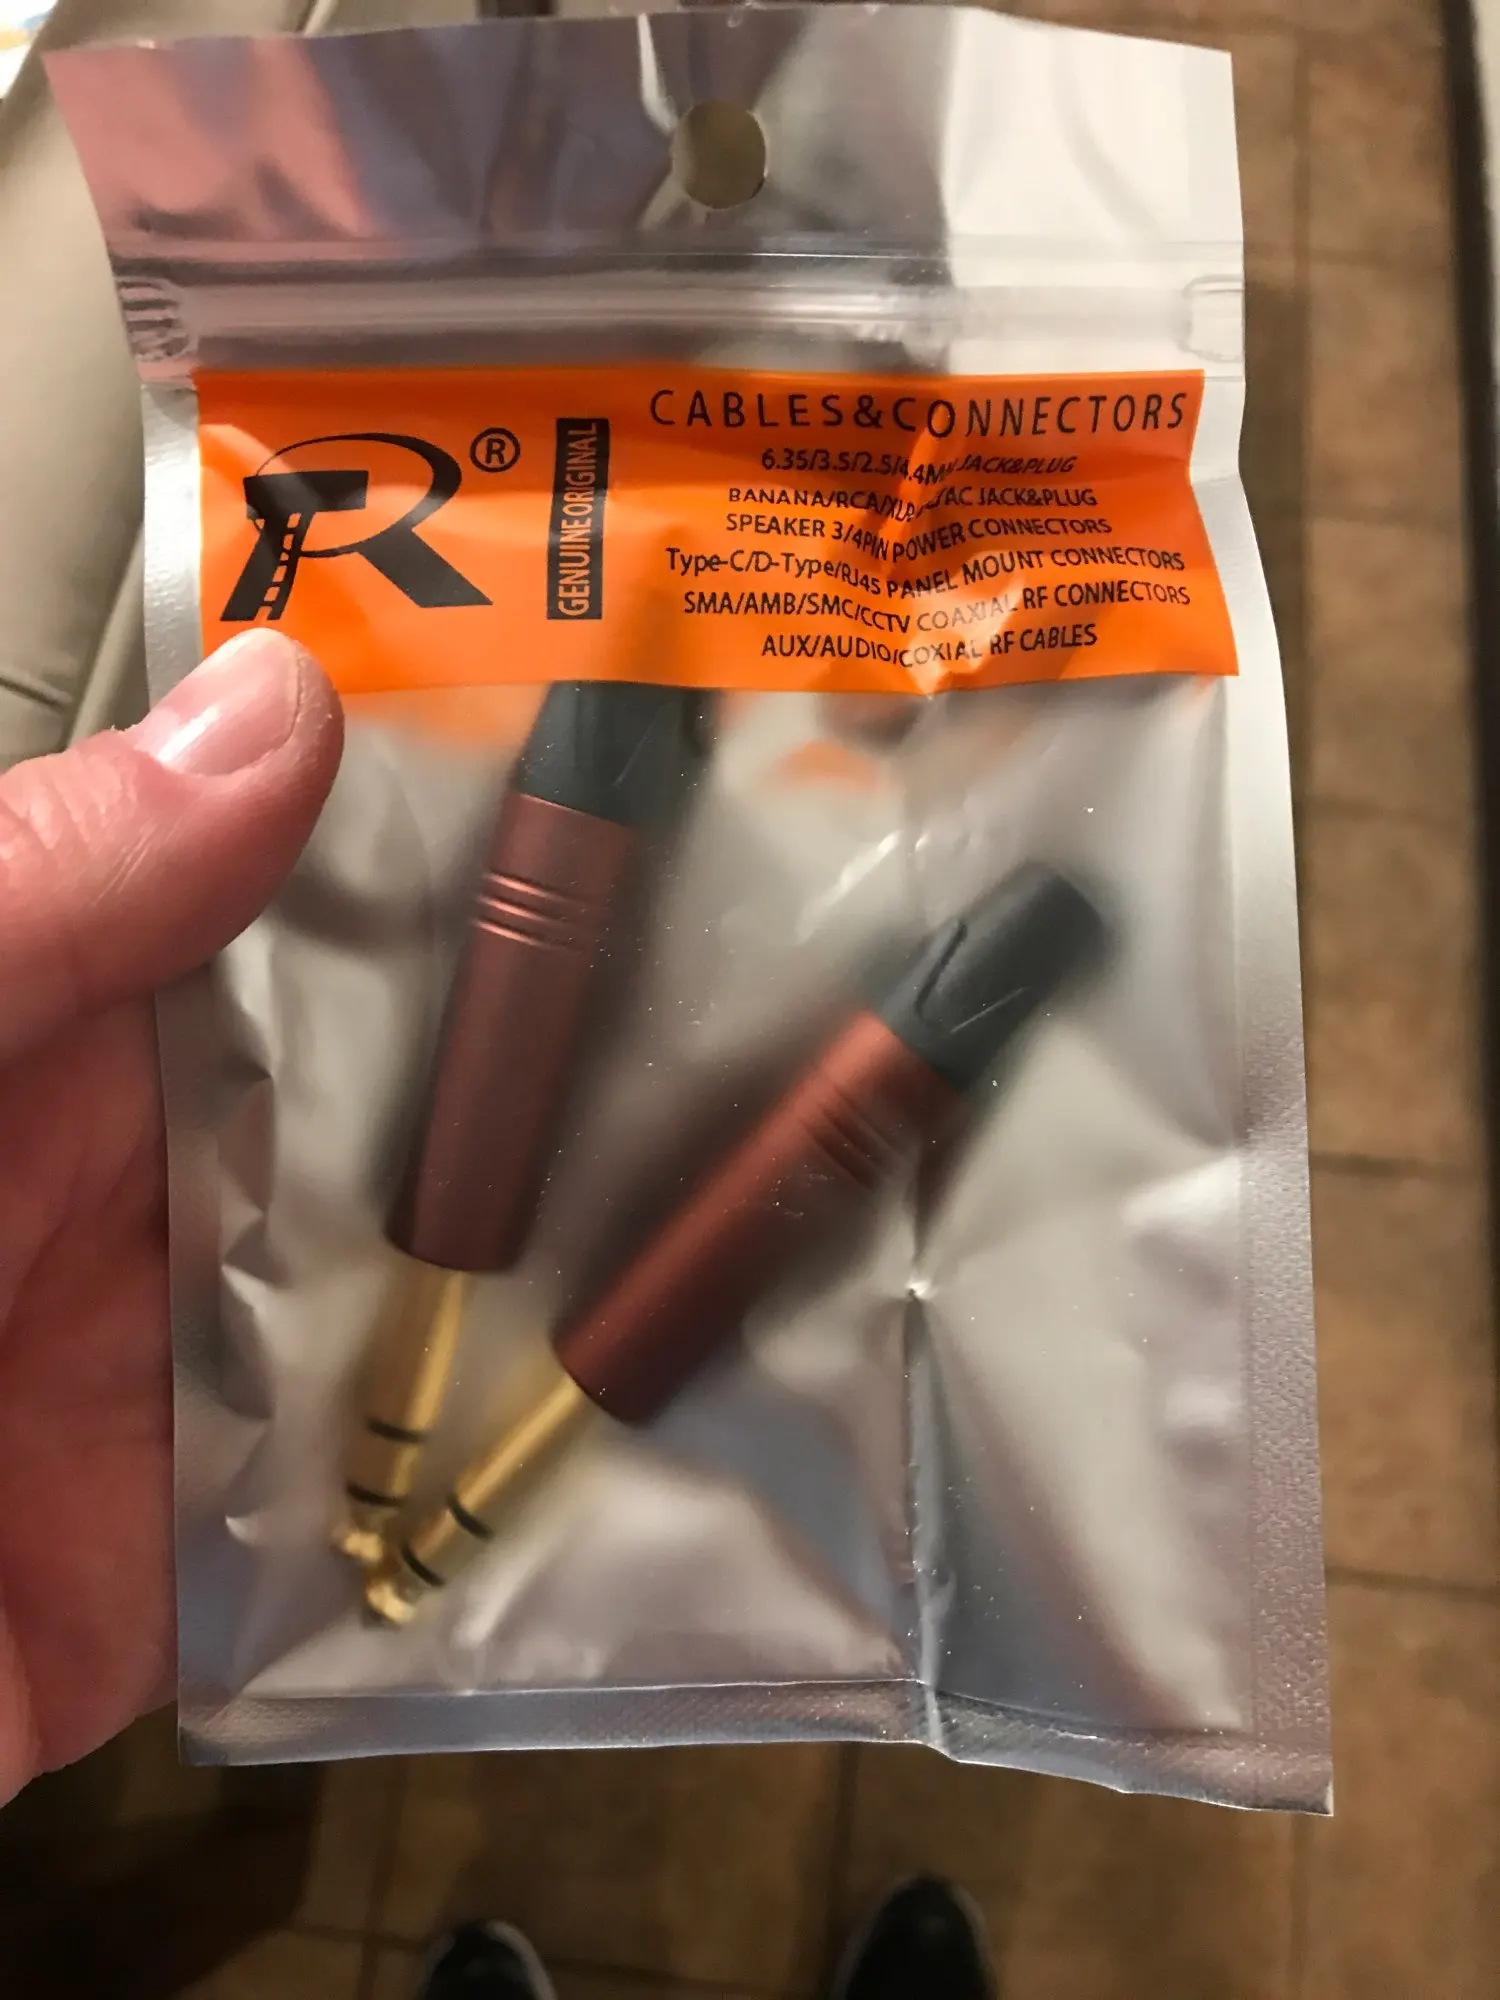 R®
GENUINE ORIGINAL
CABLES&CONNECTORS
6.35/3.5/2.5/4.4MM JACK&PLUG
BANANA/RCA/XLR JACK&PLUG
SPEAKER 3/4PIN POWER CONNECTORS
Type-C/D-Type/RJ45 PANEL MOUNT CONNECTORS
SMA/AMB/SMC/CCTV COAXIAL RF CONNECTORS
AUX/AUDIO/COXIAL RF CABLES